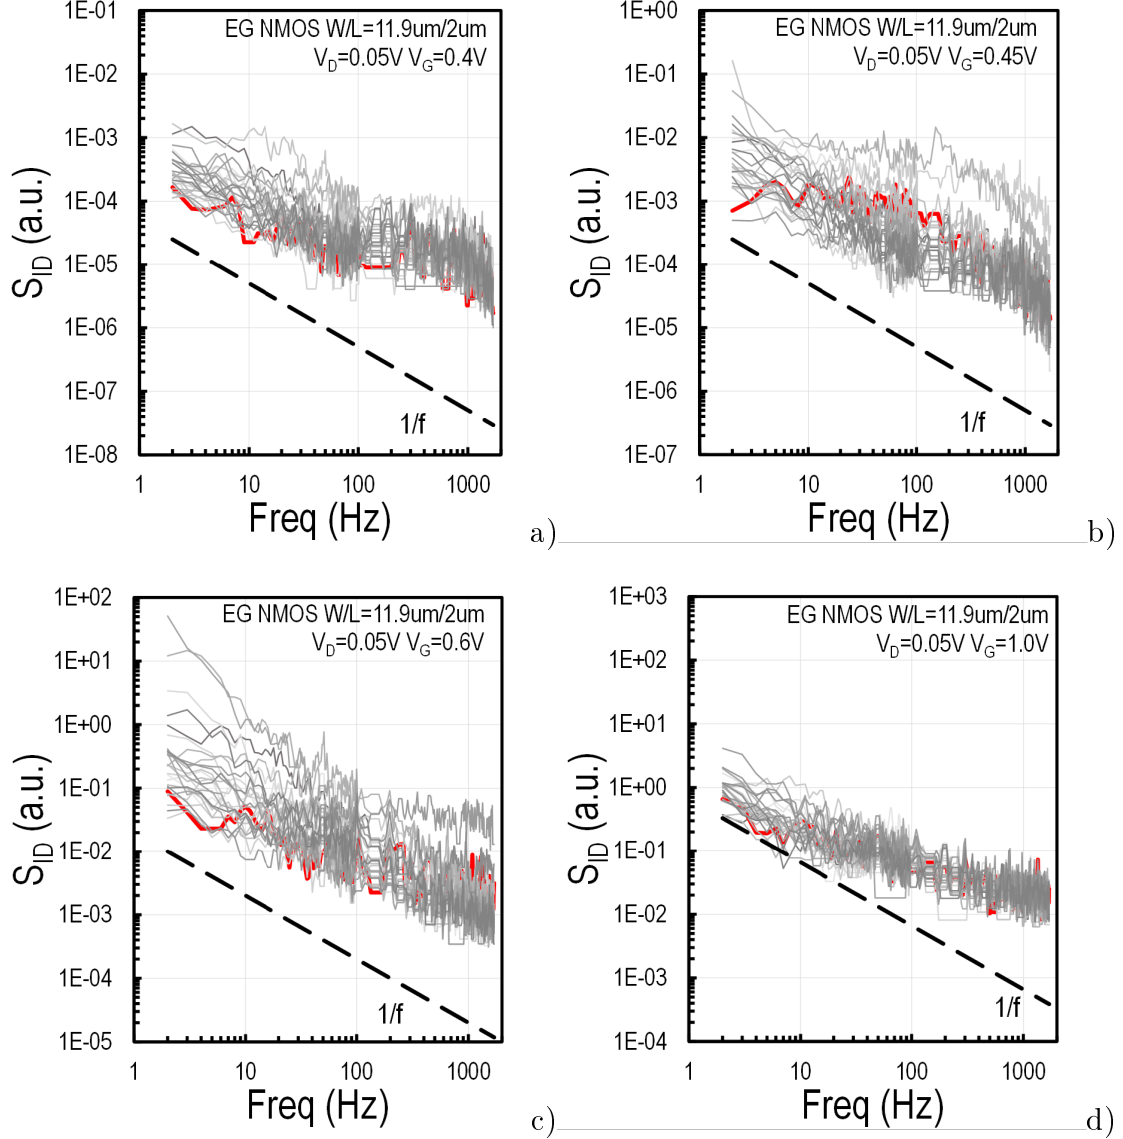 EG NMOS W/L=11.9um/2um
V_D=0.05V V_G=0.4V
1E-01
1E-02
1E-03
1E-04
1E-05
1E-06
1E-07
1E-08
S_ID (a.u.)
1/f
1 10 100 1000
Freq (Hz)
a)
EG NMOS W/L=11.9um/2um
V_D=0.05V V_G=0.45V
1E+00
1E-01
1E-02
1E-03
1E-04
1E-05
1E-06
1E-07
S_ID (a.u.)
1/f
1 10 100 1000
Freq (Hz)
b)
EG NMOS W/L=11.9um/2um
V_D=0.05V V_G=0.6V
1E+02
1E+01
1E+00
1E-01
1E-02
1E-03
1E-04
1E-05
S_ID (a.u.)
1/f
1 10 100 1000
Freq (Hz)
c)
EG NMOS W/L=11.9um/2um
V_D=0.05V V_G=1.0V
1E+03
1E+02
1E+01
1E+00
1E-01
1E-02
1E-03
1E-04
S_ID (a.u.)
1/f
1 10 100 1000
Freq (Hz)
d)